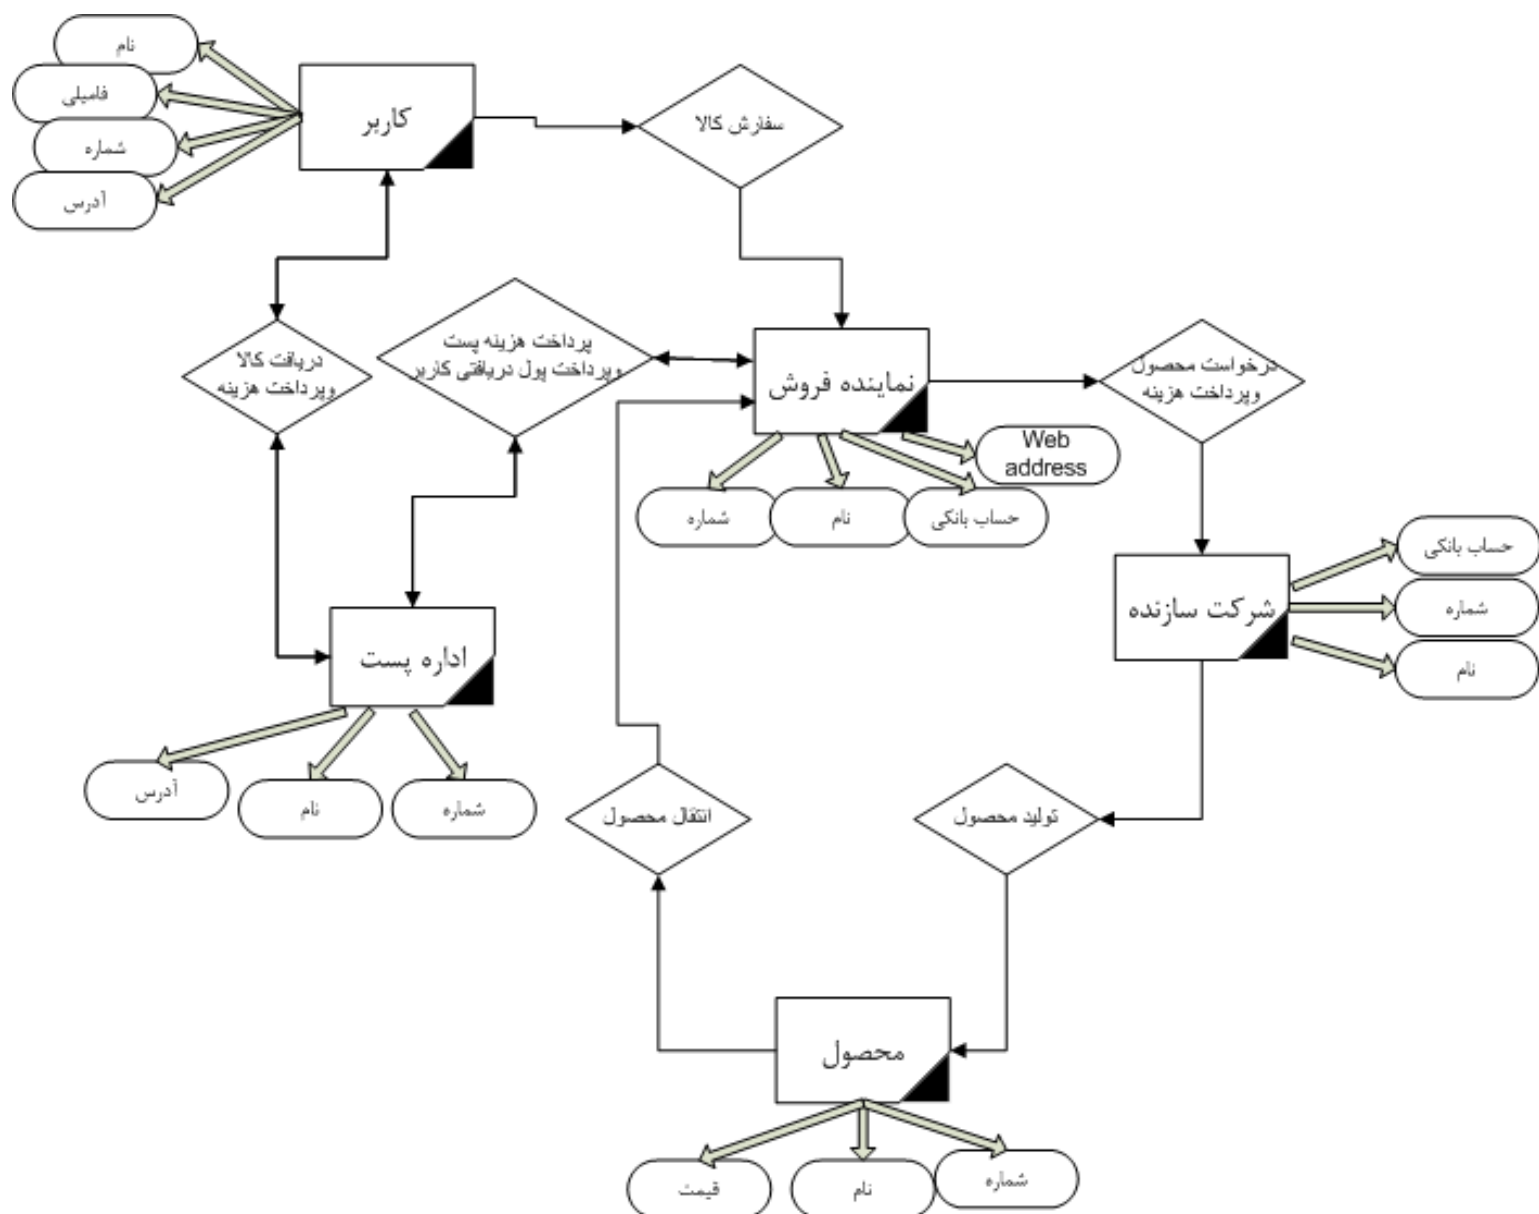 نام
فامیلی
شماره
آدرس
کاربر
سفارش کالا
دریافت کالا
وپرداخت هزینه
پرداخت هزینه پست
وپرداخت پول دریافتی کاربر
نماینده فروش
درخواست محصول
وپرداخت هزینه
Web
address
شماره
نام
حساب بانکی
شرکت سازنده
حساب بانکی
شماره
نام
اداره پست
آدرس
نام
شماره
انتقال محصول
تولید محصول
محصول
قیمت
نام
شماره